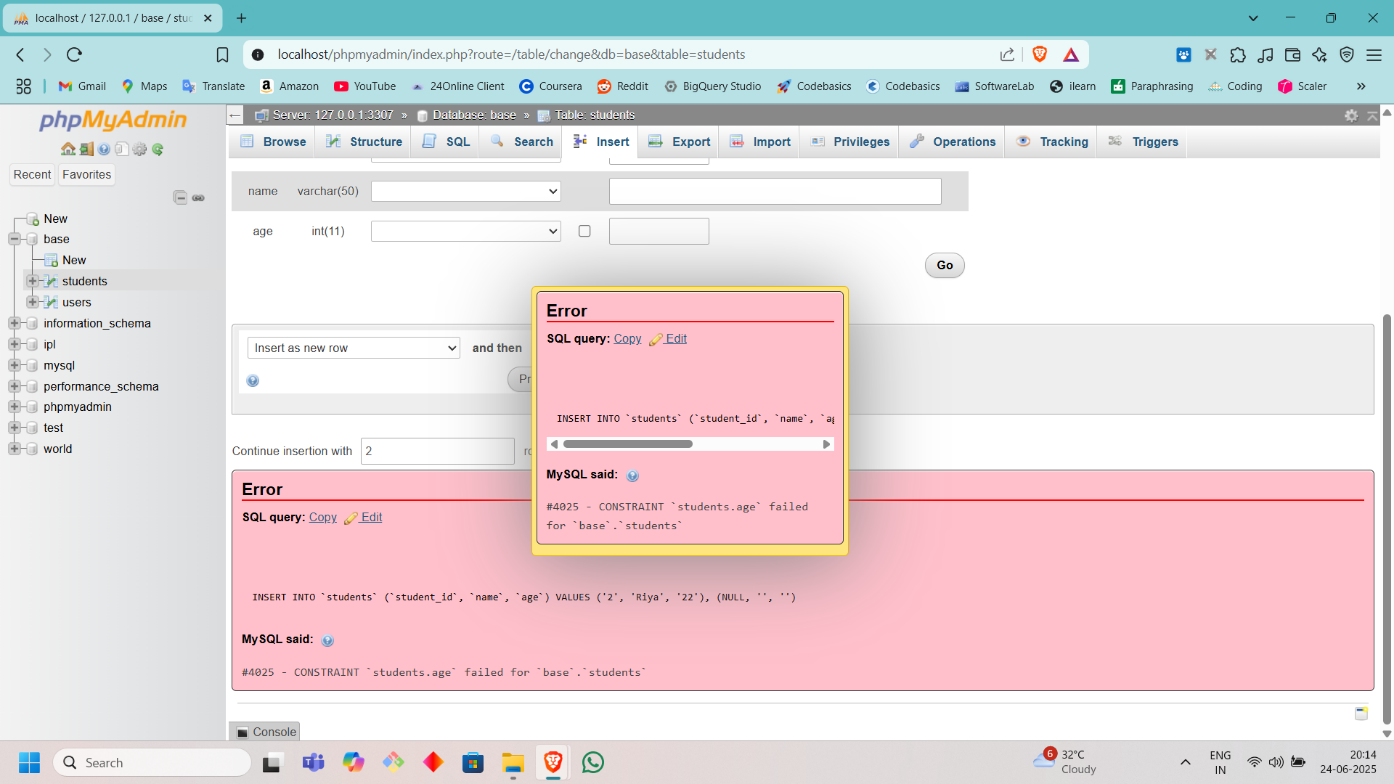 localhost / 127.0.0.1 / base / stud
localhost/phpmyadmin/index.php?route=/table/change&db=base&table=students
Gmail
Maps
Translate
Amazon
YouTube
24Online Client
Coursera
Reddit
BigQuery Studio
Codebasics
Codebasics
SoftwareLab
ilearn
Paraphrasing
Coding
Scaler
phpMyAdmin
Recent
Favorites
New
base
New
students
users
information_schema
ipl
mysql
performance_schema
phpmyadmin
test
world
Server: 127.0.0.1:3307 » Database: base » Table: students
Browse
Structure
SQL
Search
Insert
Export
Import
Privileges
Operations
Tracking
Triggers
name varchar(50)
age int(11)
Go
Insert as new row
and then
Pr
Continue insertion with 2
Error
SQL query: Copy Edit
INSERT INTO `students` (`student_id`, `name`, `ag
MySQL said:
#4025 - CONSTRAINT `students.age` failed
for `base`.`students`
Error
SQL query: Copy Edit
INSERT INTO `students` (`student_id`, `name`, `age`) VALUES ('2', 'Riya', '22'), (NULL, '', '')
MySQL said:
#4025 - CONSTRAINT `students.age` failed for `base`.`students`
Console
Search
6
32°C
Cloudy
ENG
IN
20:14
24-06-2025